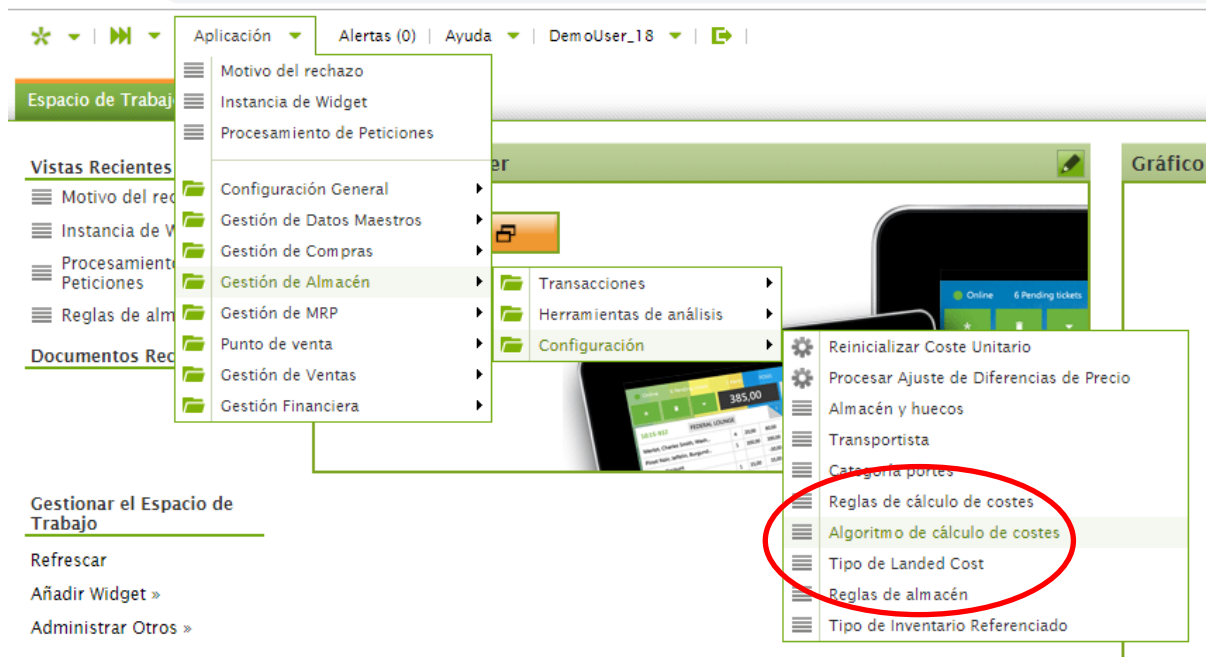 Aplicación
Alertas (0)
Ayuda
DemoUser_18
Espacio de Trabaj
Motivo del rechazo
Instancia de Widget
Procesamiento de Peticiones
Configuración General
Gestión de Datos Maestros
Gestión de Compras
Gestión de Almacén
Gestión de MRP
Punto de venta
Gestión de Ventas
Gestión Financiera
Transacciones
Herramientas de análisis
Configuración
Reinicializar Coste Unitario
Procesar Ajuste de Diferencias de Precio
Almacén y huecos
Transportista
Categoría portes
Reglas de cálculo de costes
Algoritmo de cálculo de costes
Tipo de Landed Cost
Reglas de almacén
Tipo de Inventario Referenciado
Vistas Recientes
Motivo del rec
Instancia de W
Procesamiento
Peticiones
Reglas de alm
Documentos Rec
Gestionar el Espacio de
Trabajo
Refrescar
Añadir Widget »
Administrar Otros »
er
Gráfico
Online 6 Pending tickets
385,00
FEDERAL LOUNGE